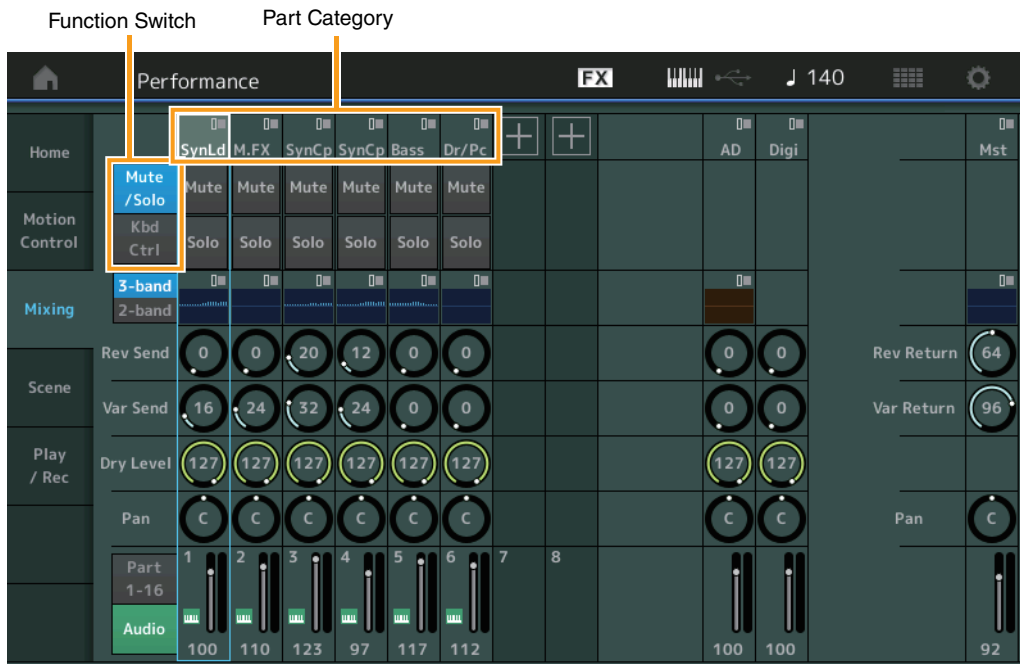 Function Switch
Part Category
Performance
FX
♩ 140
Home
SynLd M.FX SynCp SynCp Bass Dr/Pc + +
AD Digi
Mst
Mute
/Solo
Kbd
Ctrl
Mute Mute Mute Mute Mute Mute
Solo Solo Solo Solo Solo Solo
Motion
Control
3-band
2-band
Mixing
Rev Send 0 0 20 12 0 0 0 0 Rev Return 64
Scene
Var Send 16 24 32 24 0 0 0 0 Var Return 96
Play
/ Rec
Dry Level 127 127 127 127 127 127 127 127
Pan C C C C C C C C Pan C
Part
1-16
Audio
1 2 3 4 5 6 7 8
100 110 123 97 117 112 100 100 92